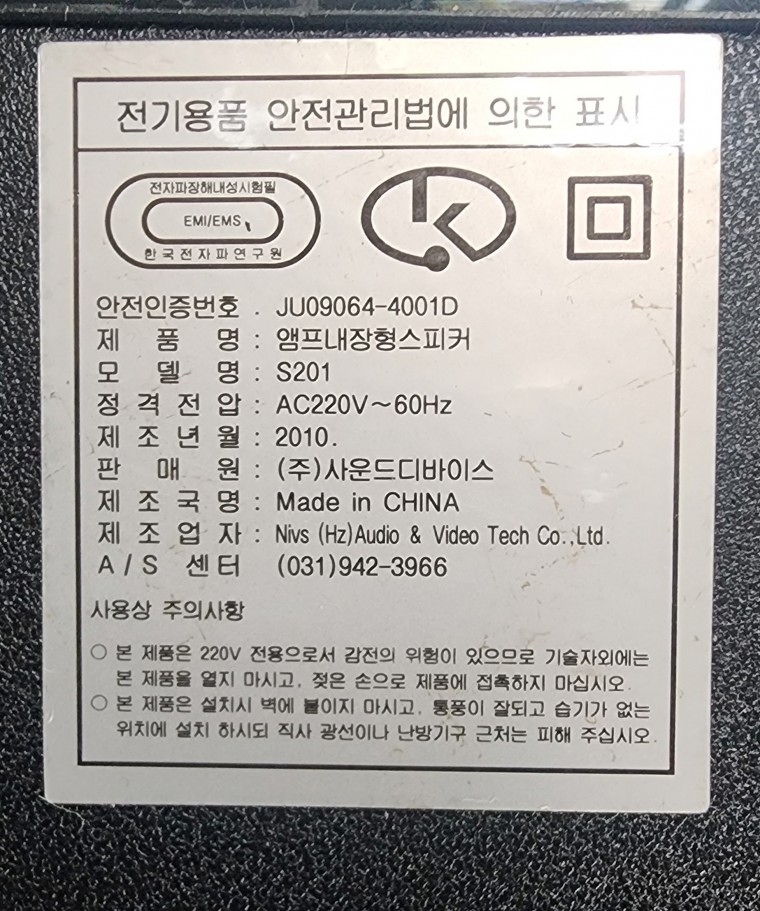 전기용품 안전관리법에 의한 표시
전자파장해내성시험필
EMI/EMS
한국전자파연구원
안전인증번호 . JU09064-4001D
제 품 명 : 앰프내장형스피커
모 델 명 : S201
정 격 전 압 : AC220V~60Hz
제 조 년 월 : 2010.
판 매 원 : (주)사운드디바이스
제 조 국 명 : Made in CHINA
제 조 업 자 : Nivs (Hz)Audio & Video Tech Co.,Ltd.
A/S 센터 (031)942-3966
사용상 주의사항
○ 본 제품은 220V 전용으로서 감전의 위험이 있으므로 기술자외에는
본 제품을 열지 마시고, 젖은 손으로 제품에 접촉하지 마십시오.
○ 본 제품은 설치시 벽에 붙이지 마시고, 통풍이 잘되고 습기가 없는
위치에 설치 하시되 직사 광선이나 난방기구 근처는 피해 주십시오.